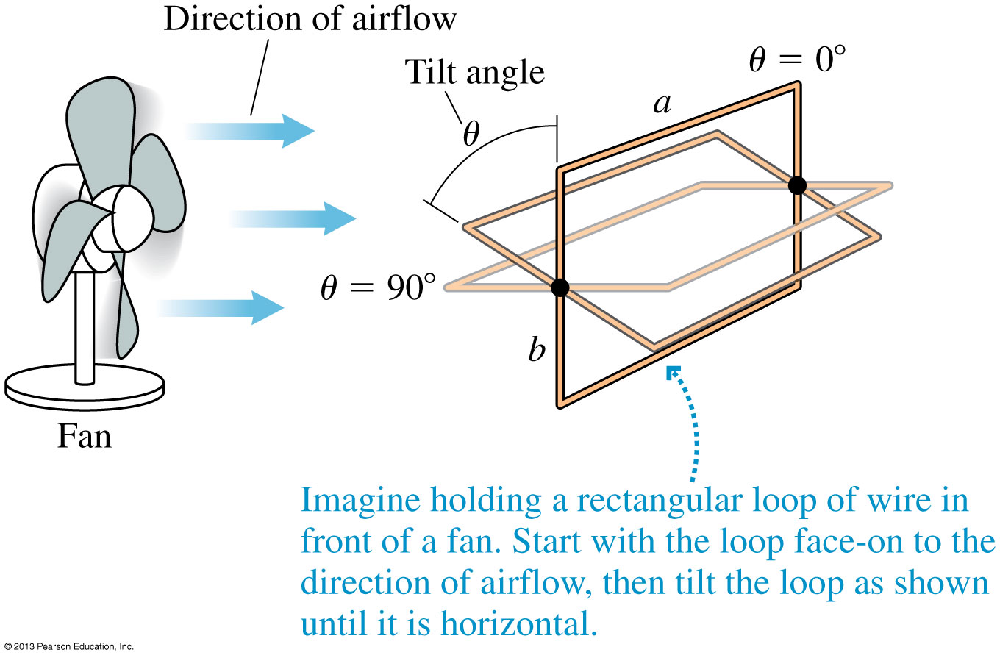 Direction of airflow
Tilt angle
θ = 0°
a
θ
θ = 90°
b
Fan
Imagine holding a rectangular loop of wire in
front of a fan. Start with the loop face-on to the
direction of airflow, then tilt the loop as shown
until it is horizontal.
© 2013 Pearson Education, Inc.